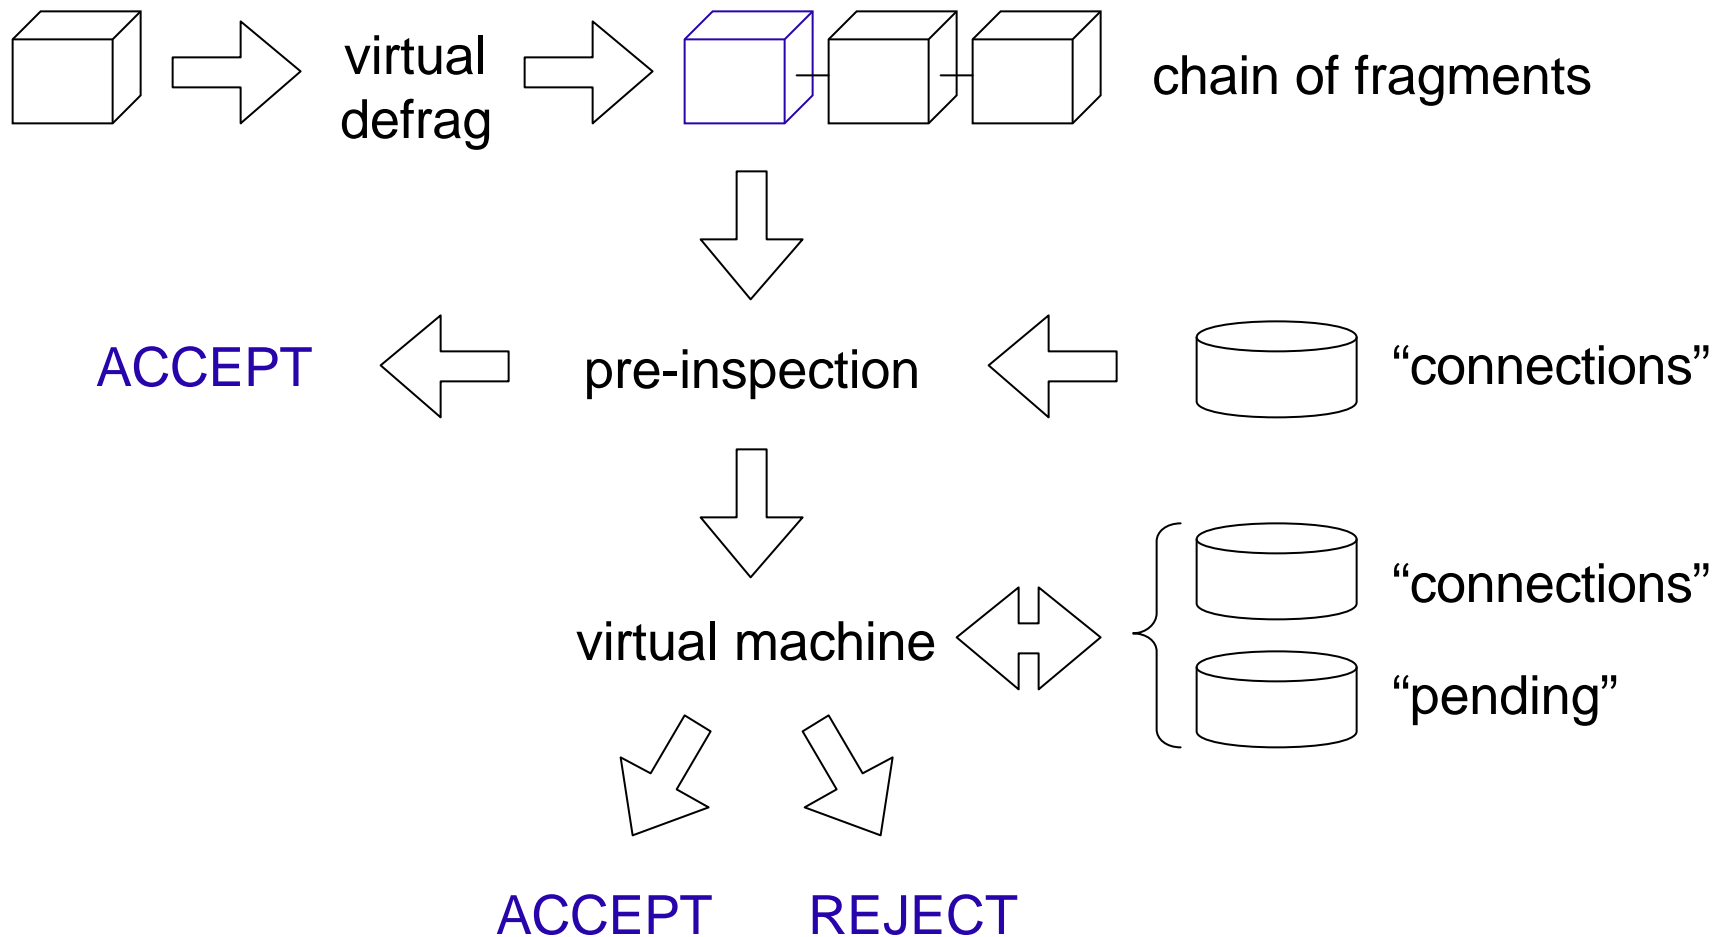 virtual
defrag
chain of fragments
ACCEPT
pre-inspection
“connections”
“connections”
virtual machine
“pending”
ACCEPT
REJECT